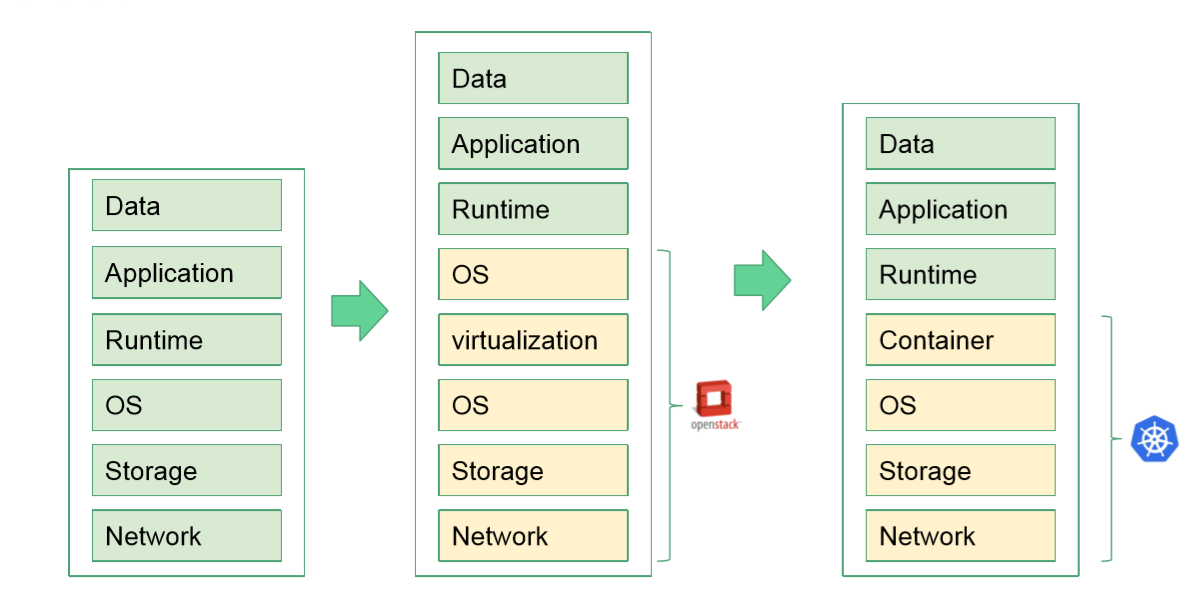 Data
Application
Runtime
OS
Storage
Network
Data
Application
Runtime
OS
virtualization
OS
Storage
Network
openstack
Data
Application
Runtime
Container
OS
Storage
Network